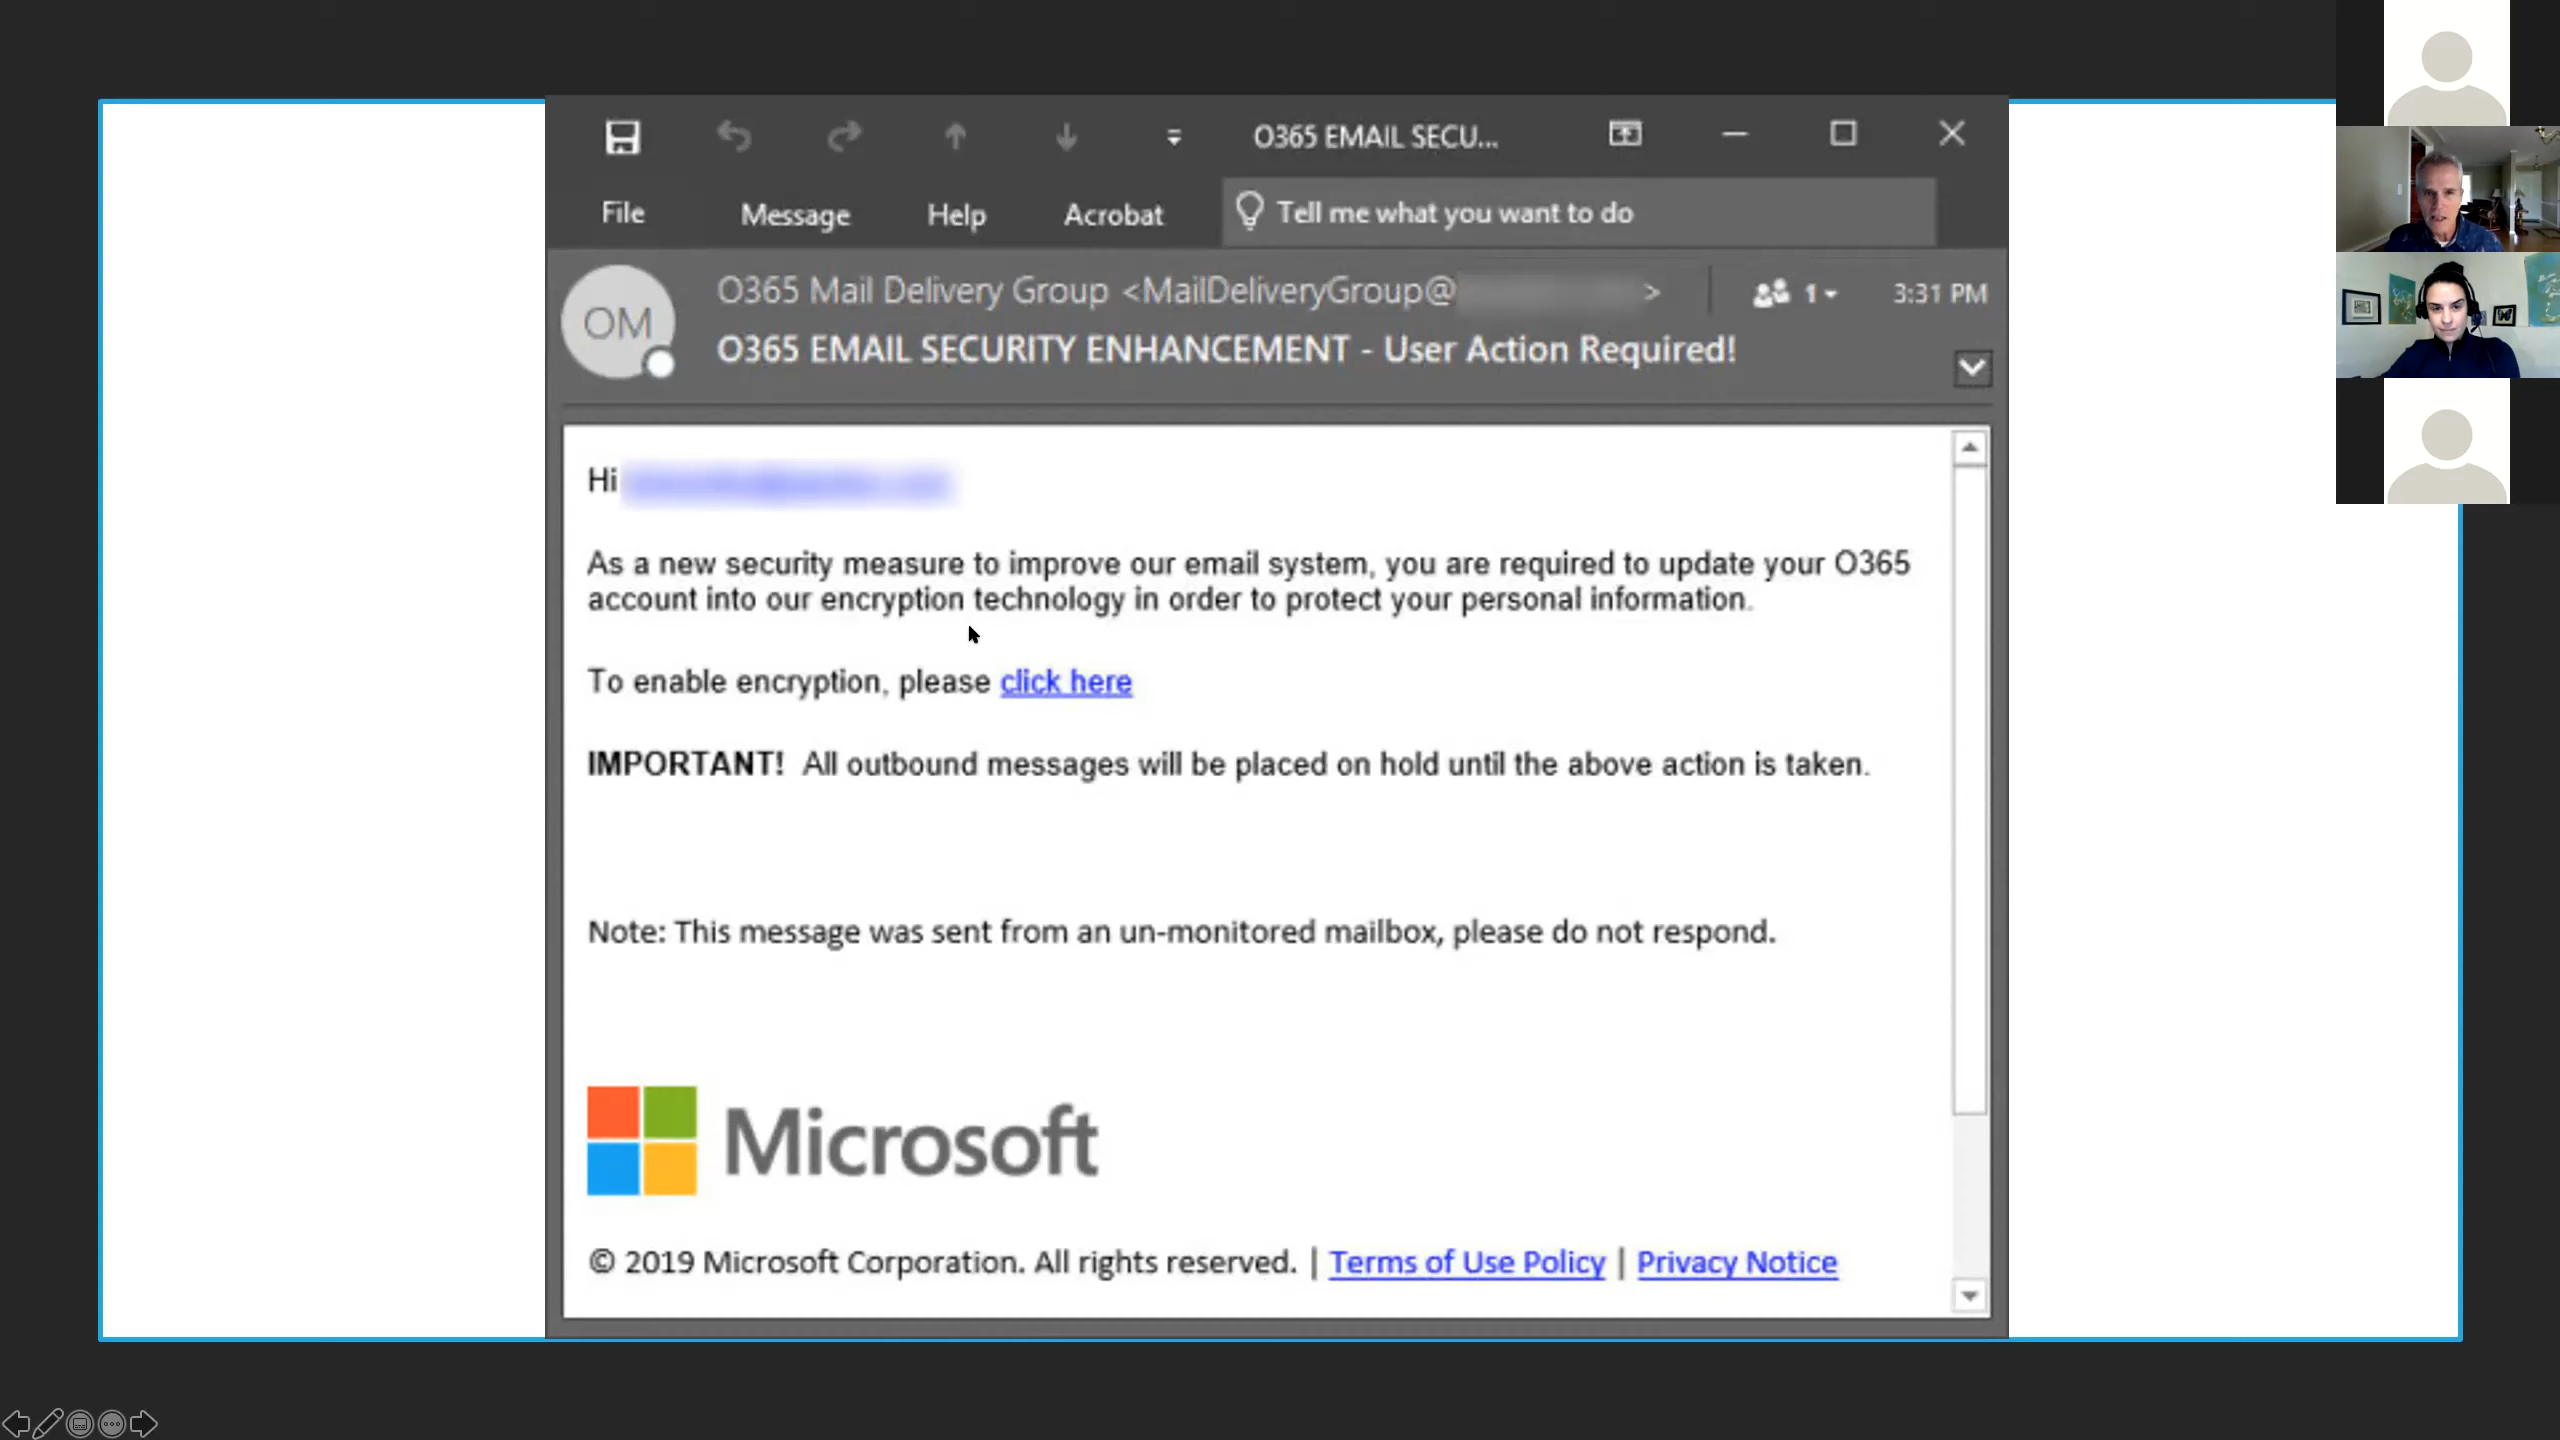 O365 EMAIL SECU...
File Message Help Acrobat Tell me what you want to do
OM
O365 Mail Delivery Group <MailDeliveryGroup@ > 1 3:31 PM
O365 EMAIL SECURITY ENHANCEMENT - User Action Required!
Hi
As a new security measure to improve our email system, you are required to update your O365
account into our encryption technology in order to protect your personal information.
To enable encryption, please click here
IMPORTANT! All outbound messages will be placed on hold until the above action is taken.
Note: This message was sent from an un-monitored mailbox, please do not respond.
Microsoft
© 2019 Microsoft Corporation. All rights reserved. | Terms of Use Policy | Privacy Notice